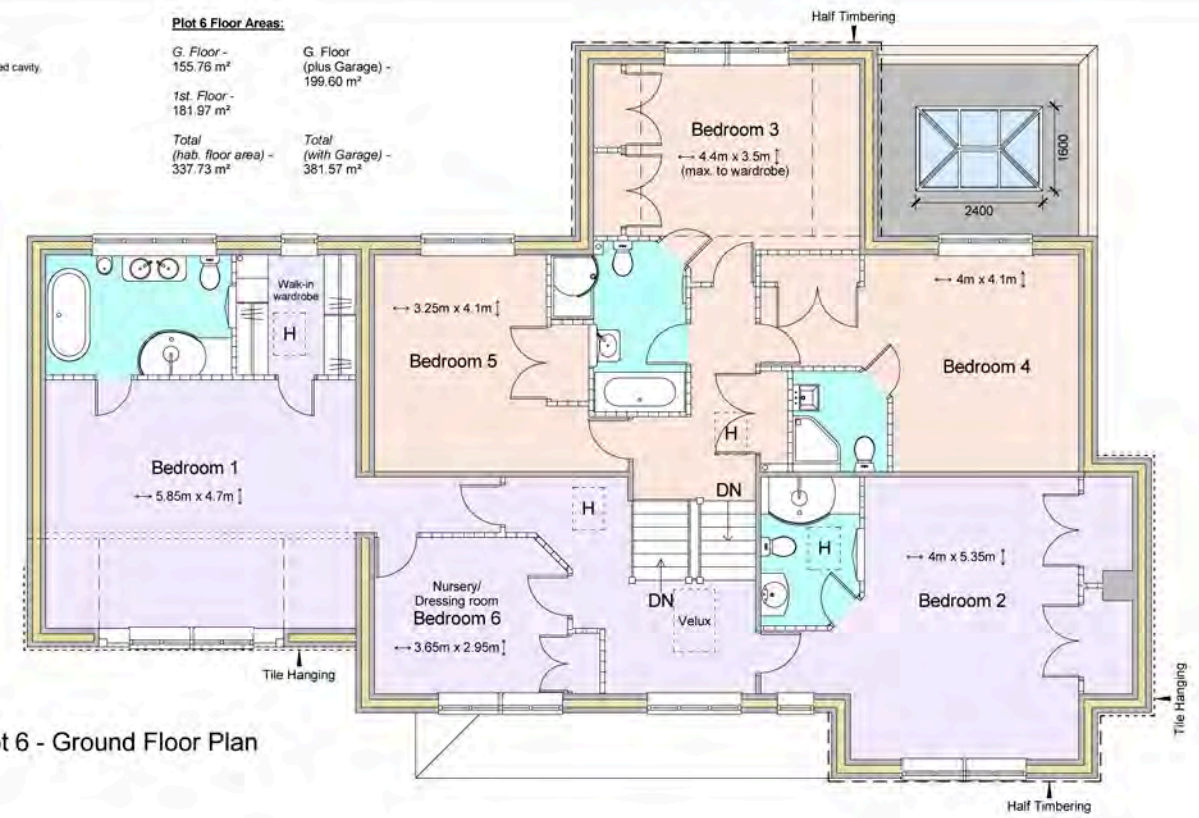 Plot 6 Floor Areas:
G. Floor -
155.76 m²
G. Floor
(plus Garage) -
199.60 m²
1st. Floor -
181.97 m²
Total
(hab. floor area) -
337.73 m²
Total
(with Garage) -
381.57 m²
ed cavity.
Half Timbering
Bedroom 3
4.4m x 3.5m
(max. to wardrobe)
1600
2400
Walk-in
wardrobe
H
3.25m x 4.1m
Bedroom 5
4m x 4.1m
Bedroom 4
H
Bedroom 1
5.85m x 4.7m
H
DN
DN
Velux
H
4m x 5.35m
Bedroom 2
Nursery/
Dressing room
Bedroom 6
3.65m x 2.95m
Tile Hanging
Tile Hanging
Half Timbering
t 6 - Ground Floor Plan